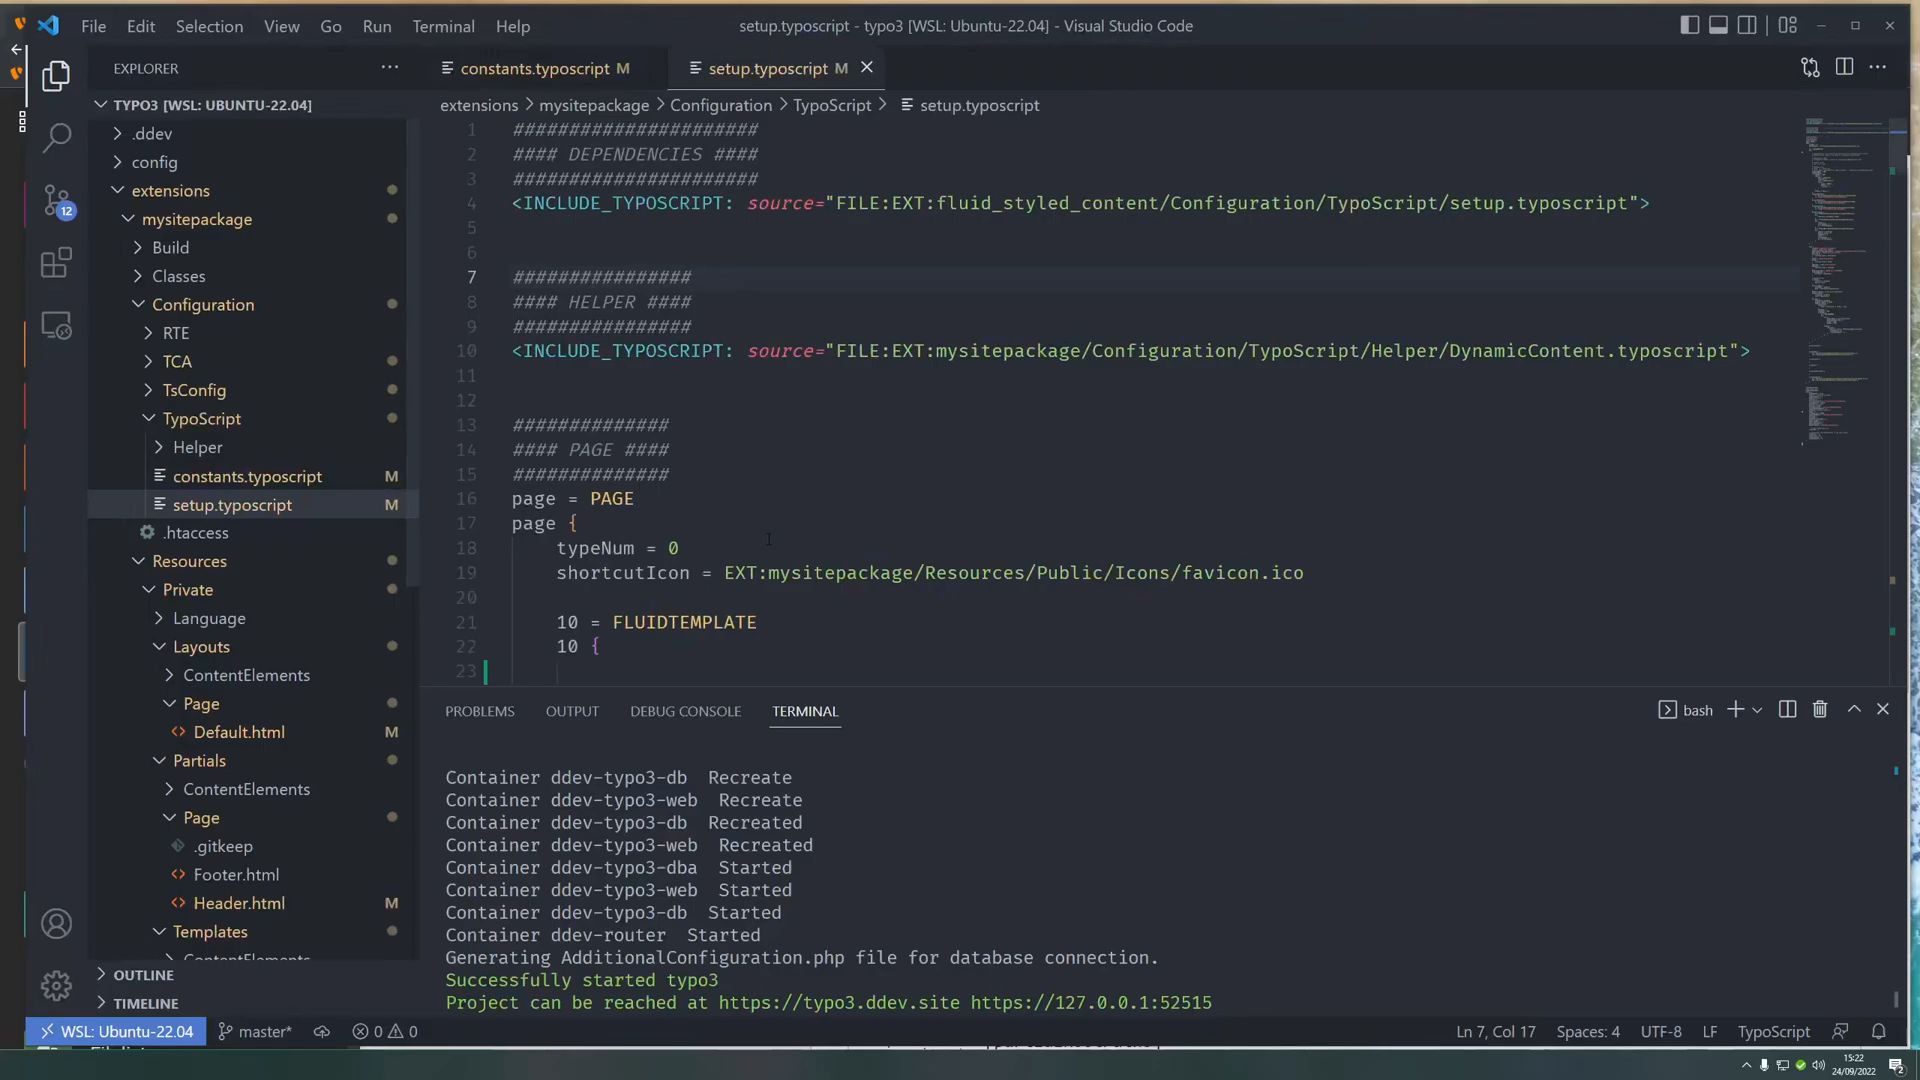 File Edit Selection View Go Run Terminal Help
setup.typoscript - typo3 [WSL: Ubuntu-22.04] - Visual Studio Code
EXPLORER
constants.typoscript M
setup.typoscript M
TYPO3 [WSL: UBUNTU-22.04]
.ddev
config
extensions
mysitepackage
Build
Classes
Configuration
RTE
TCA
TsConfig
TypoScript
Helper
constants.typoscript M
setup.typoscript M
.htaccess
Resources
Private
Language
Layouts
ContentElements
Page
Default.html M
Partials
ContentElements
Page
.gitkeep
Footer.html
Header.html M
Templates
ContentElements
OUTLINE
TIMELINE
12
extensions > mysitepackage > Configuration > TypoScript > setup.typoscript
1 ######################
2 #### DEPENDENCIES ####
3 ######################
4 <INCLUDE_TYPOSCRIPT: source="FILE:EXT:fluid_styled_content/Configuration/TypoScript/setup.typoscript">
5
6
7 ################
8 #### HELPER ####
9 ################
10 <INCLUDE_TYPOSCRIPT: source="FILE:EXT:mysitepackage/Configuration/TypoScript/Helper/DynamicContent.typoscript">
11
12
13 ##############
14 #### PAGE ####
15 ##############
16 page = PAGE
17 page {
18 typeNum = 0
19 shortcutIcon = EXT:mysitepackage/Resources/Public/Icons/favicon.ico
20
21 10 = FLUIDTEMPLATE
22 10 {
23
PROBLEMS OUTPUT DEBUG CONSOLE TERMINAL
bash
Container ddev-typo3-db Recreate
Container ddev-typo3-web Recreate
Container ddev-typo3-db Recreated
Container ddev-typo3-web Recreated
Container ddev-typo3-dba Started
Container ddev-typo3-web Started
Container ddev-typo3-db Started
Container ddev-router Started
Generating AdditionalConfiguration.php file for database connection.
Successfully started typo3
Project can be reached at https://typo3.ddev.site https://127.0.0.1:52515
WSL: Ubuntu-22.04
master*
0 0
Ln 7, Col 17
Spaces: 4
UTF-8
LF
TypoScript
15:22
24/09/2022